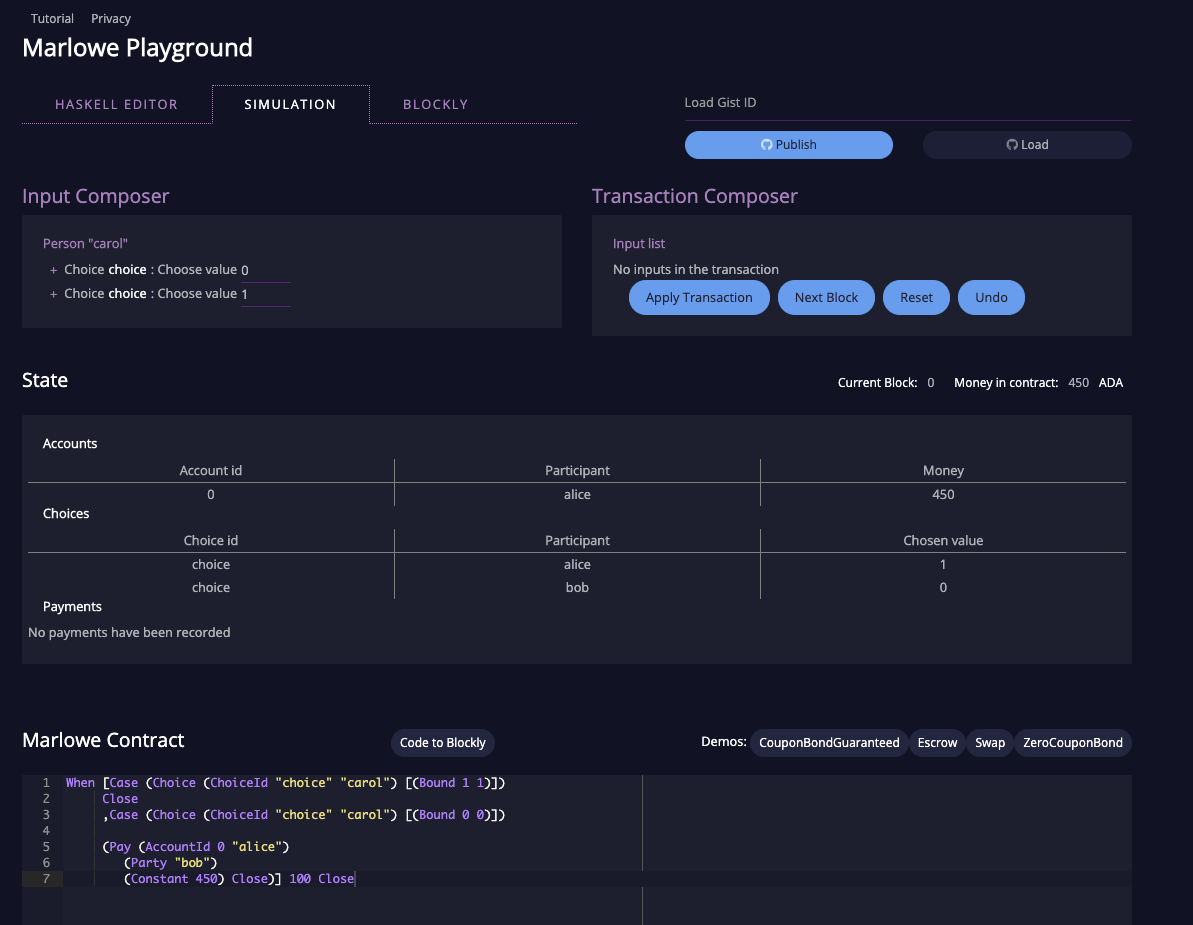 Tutorial Privacy
Marlowe Playground
HASKELL EDITOR SIMULATION BLOCKLY
Load Gist ID
Publish Load
Input Composer
Person "carol"
+ Choice choice : Choose value 0
+ Choice choice : Choose value 1
Transaction Composer
Input list
No inputs in the transaction
Apply Transaction Next Block Reset Undo
State
Current Block: 0 Money in contract: 450 ADA
Accounts
Account id Participant Money
0 alice 450
Choices
Choice id Participant Chosen value
choice alice 1
choice bob 0
Payments
No payments have been recorded
Marlowe Contract Code to Blockly Demos: CouponBondGuaranteed Escrow Swap ZeroCouponBond
1 When [Case (Choice (ChoiceId "choice" "carol") [(Bound 1 1)])
2 Close
3 ,Case (Choice (ChoiceId "choice" "carol") [(Bound 0 0)])
4
5 (Pay (AccountId 0 "alice")
6 (Party "bob")
7 (Constant 450) Close)] 100 Close